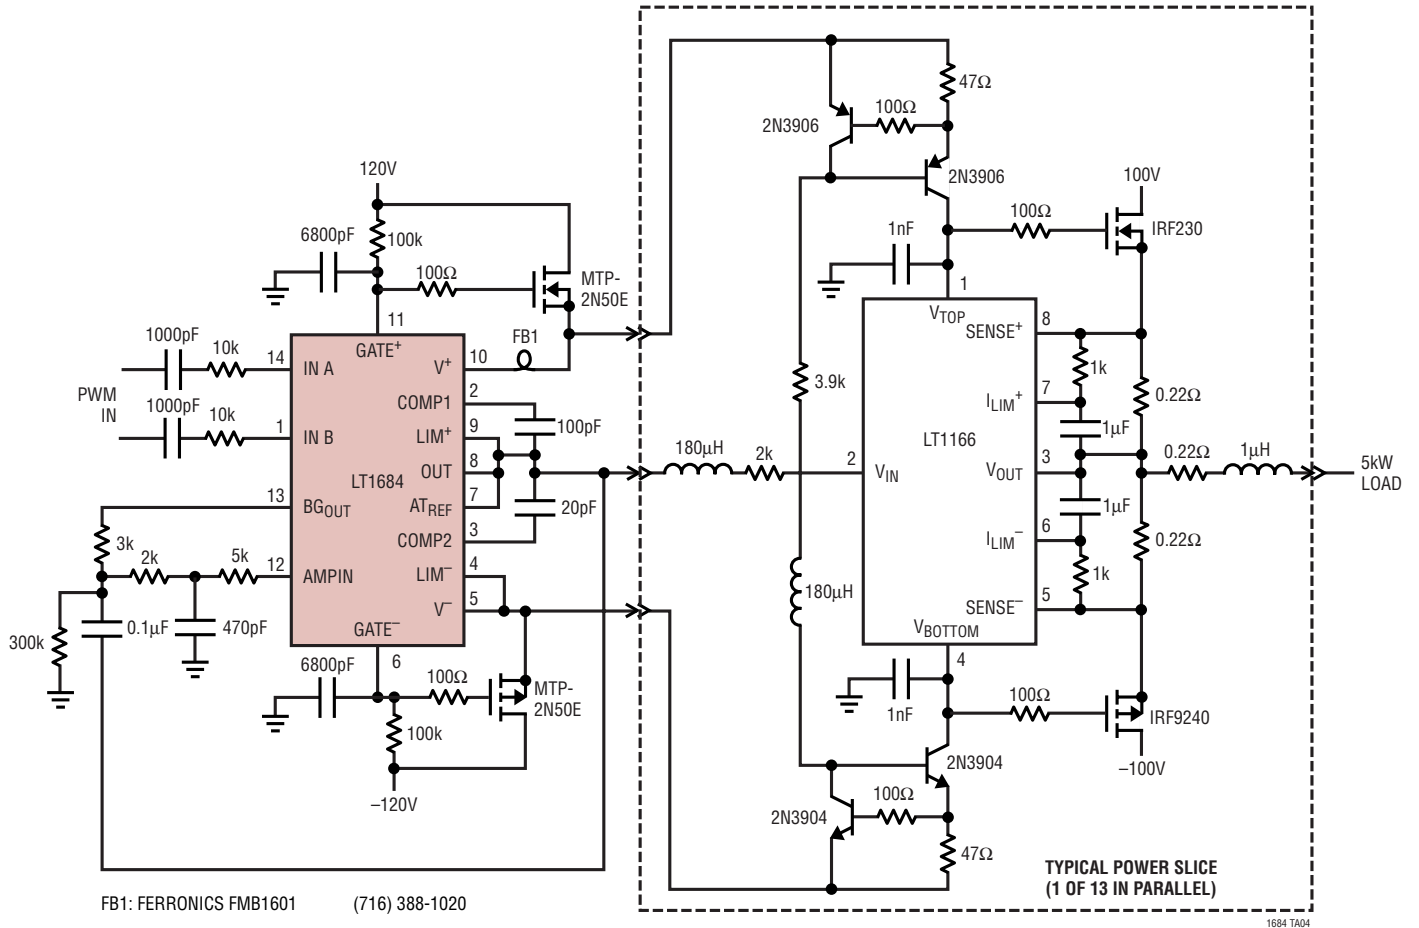 47Ω
100Ω
2N3906
2N3906
120V
100V
6800pF
100k
100Ω
IRF230
1nF
100Ω
MTP-
2N50E
1
11
FB1
VTOP
SENSE+
8
1000pF
10k
14
IN A
GATE+
V+
10
1k
PWM
IN
3.9k
2
COMP1
ILIM+
7
0.22Ω
1000pF
10k
1
IN B
LIM+
9
100pF
1µF
LT1166
180µH
2k
2
VIN
VOUT
3
0.22Ω
1µH
5kW
LOAD
OUT
8
LT1684
13
BGOUT
ATREF
7
20pF
1µF
3k
COMP2
3
ILIM–
6
0.22Ω
2k
5k
12
AMPIN
LIM–
4
180µH
1k
V–
5
SENSE–
5
300k
0.1µF
470pF
GATE–
VBOTTOM
6
4
6800pF
100Ω
MTP-
2N50E
1nF
100Ω
IRF9240
100k
2N3904
–100V
–120V
100Ω
2N3904
47Ω
TYPICAL POWER SLICE
(1 OF 13 IN PARALLEL)
FB1: FERRONICS FMB1601 (716) 388-1020
1684 TA04